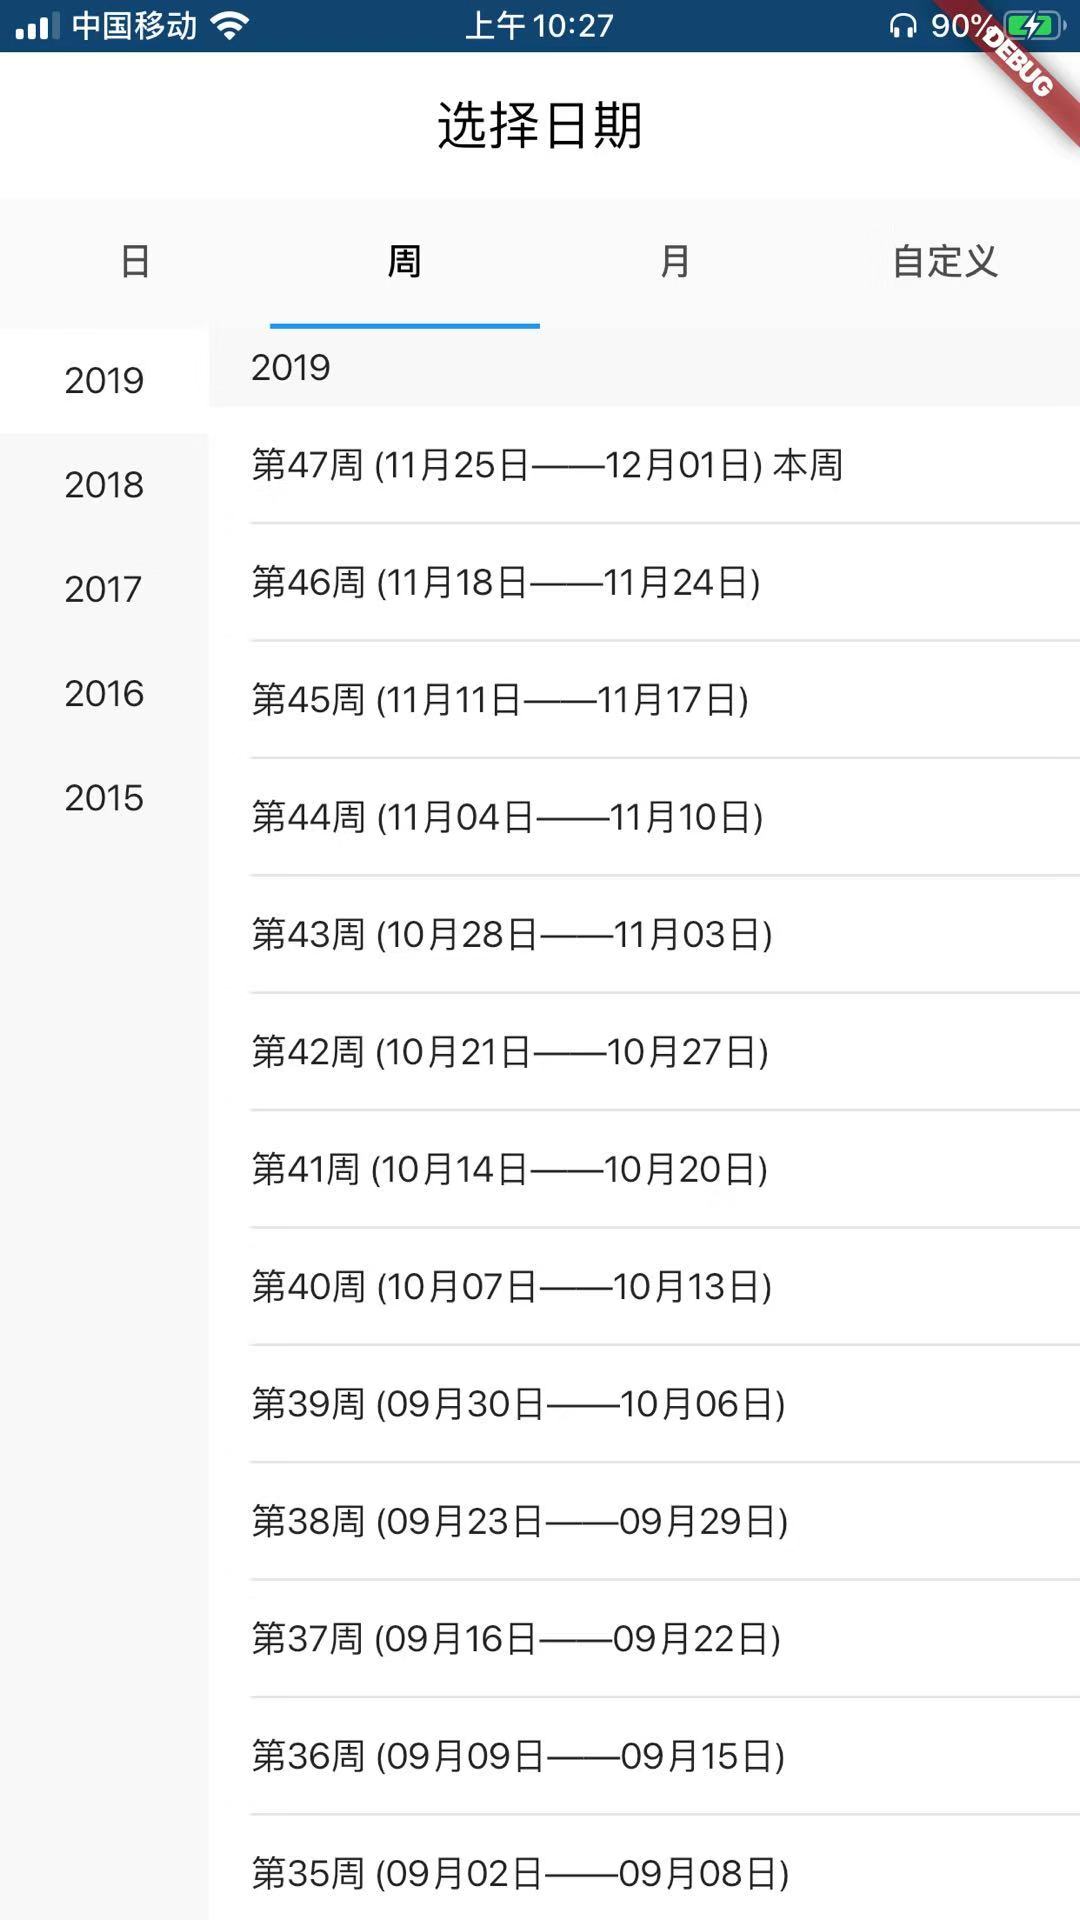 中国移动 上午10:27 90%
DEBUG
选择日期
日 周 月 自定义
2019
2018
2017
2016
2015
2019
第47周 (11月25日——12月01日) 本周
第46周 (11月18日——11月24日)
第45周 (11月11日——11月17日)
第44周 (11月04日——11月10日)
第43周 (10月28日——11月03日)
第42周 (10月21日——10月27日)
第41周 (10月14日——10月20日)
第40周 (10月07日——10月13日)
第39周 (09月30日——10月06日)
第38周 (09月23日——09月29日)
第37周 (09月16日——09月22日)
第36周 (09月09日——09月15日)
第35周 (09月02日——09月08日)